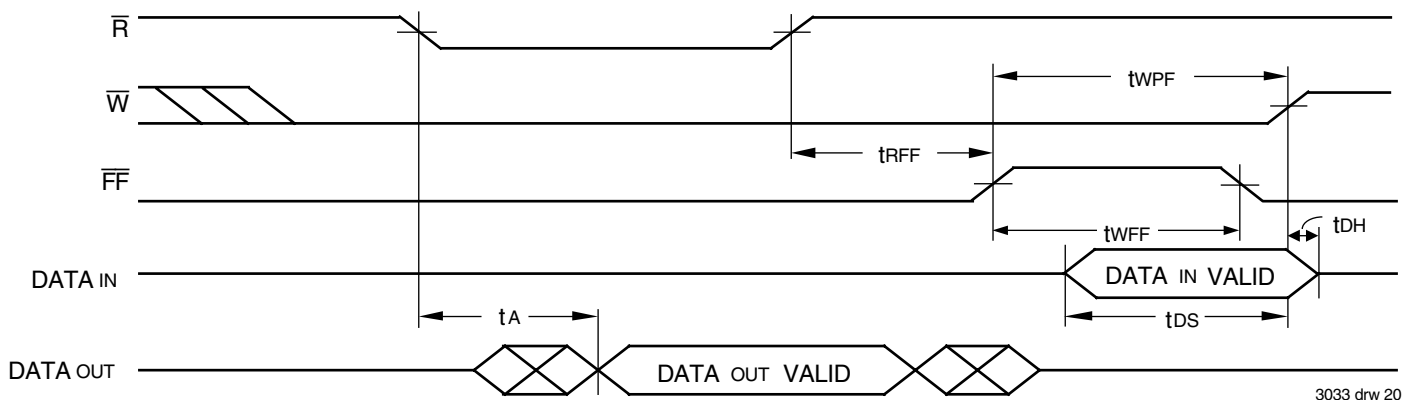 R̅
tWPF
W̅
tRFF
F̅F̅
tDH
tWFF
DATA IN
DATA IN VALID
tA
tDS
DATA OUT
DATA OUT VALID
3033 drw 20